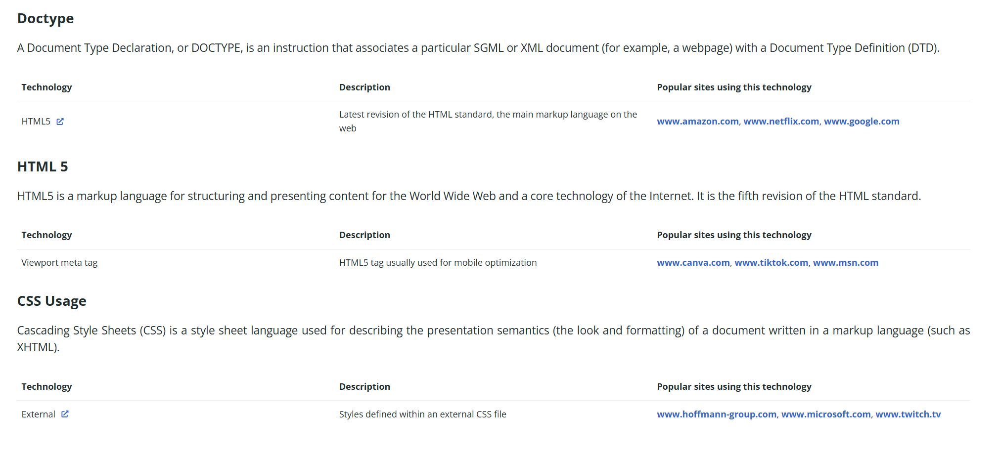 Doctype
A Document Type Declaration, or DOCTYPE, is an instruction that associates a particular SGML or XML document (for example, a webpage) with a Document Type Definition (DTD).
Technology Description Popular sites using this technology
HTML5 Latest revision of the HTML standard, the main markup language on the
web www.amazon.com, www.netflix.com, www.google.com
HTML 5
HTML5 is a markup language for structuring and presenting content for the World Wide Web and a core technology of the Internet. It is the fifth revision of the HTML standard.
Technology Description Popular sites using this technology
Viewport meta tag HTML5 tag usually used for mobile optimization www.canva.com, www.tiktok.com, www.msn.com
CSS Usage
Cascading Style Sheets (CSS) is a style sheet language used for describing the presentation semantics (the look and formatting) of a document written in a markup language (such as
XHTML).
Technology Description Popular sites using this technology
External Styles defined within an external CSS file www.hoffmann-group.com, www.microsoft.com, www.twitch.tv